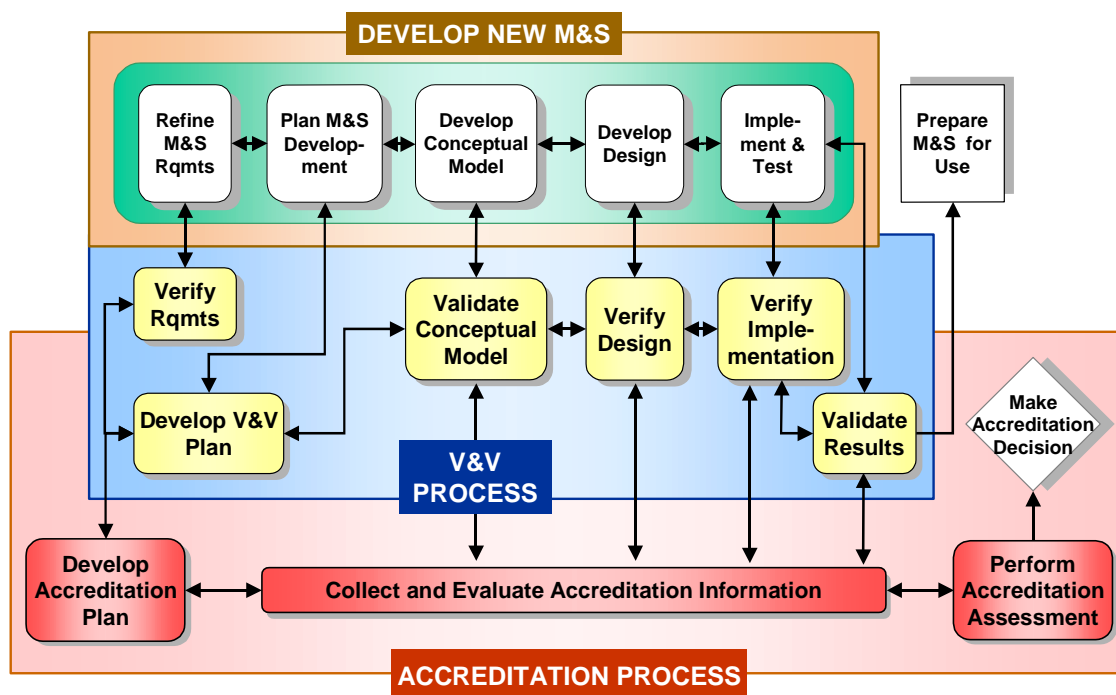 DEVELOP NEW M&S
Refine
M&S
Rqmts
Plan M&S
Develop-
ment
Develop
Conceptual
Model
Develop
Design
Imple-
ment &
Test
Prepare
M&S for
Use
Verify
Rqmts
Validate
Conceptual
Model
Verify
Design
Verify
Imple-
mentation
Develop V&V
Plan
Validate
Results
Make
Accreditation
Decision
V&V
PROCESS
Develop
Accreditation
Plan
Collect and Evaluate Accreditation Information
Perform
Accreditation
Assessment
ACCREDITATION PROCESS